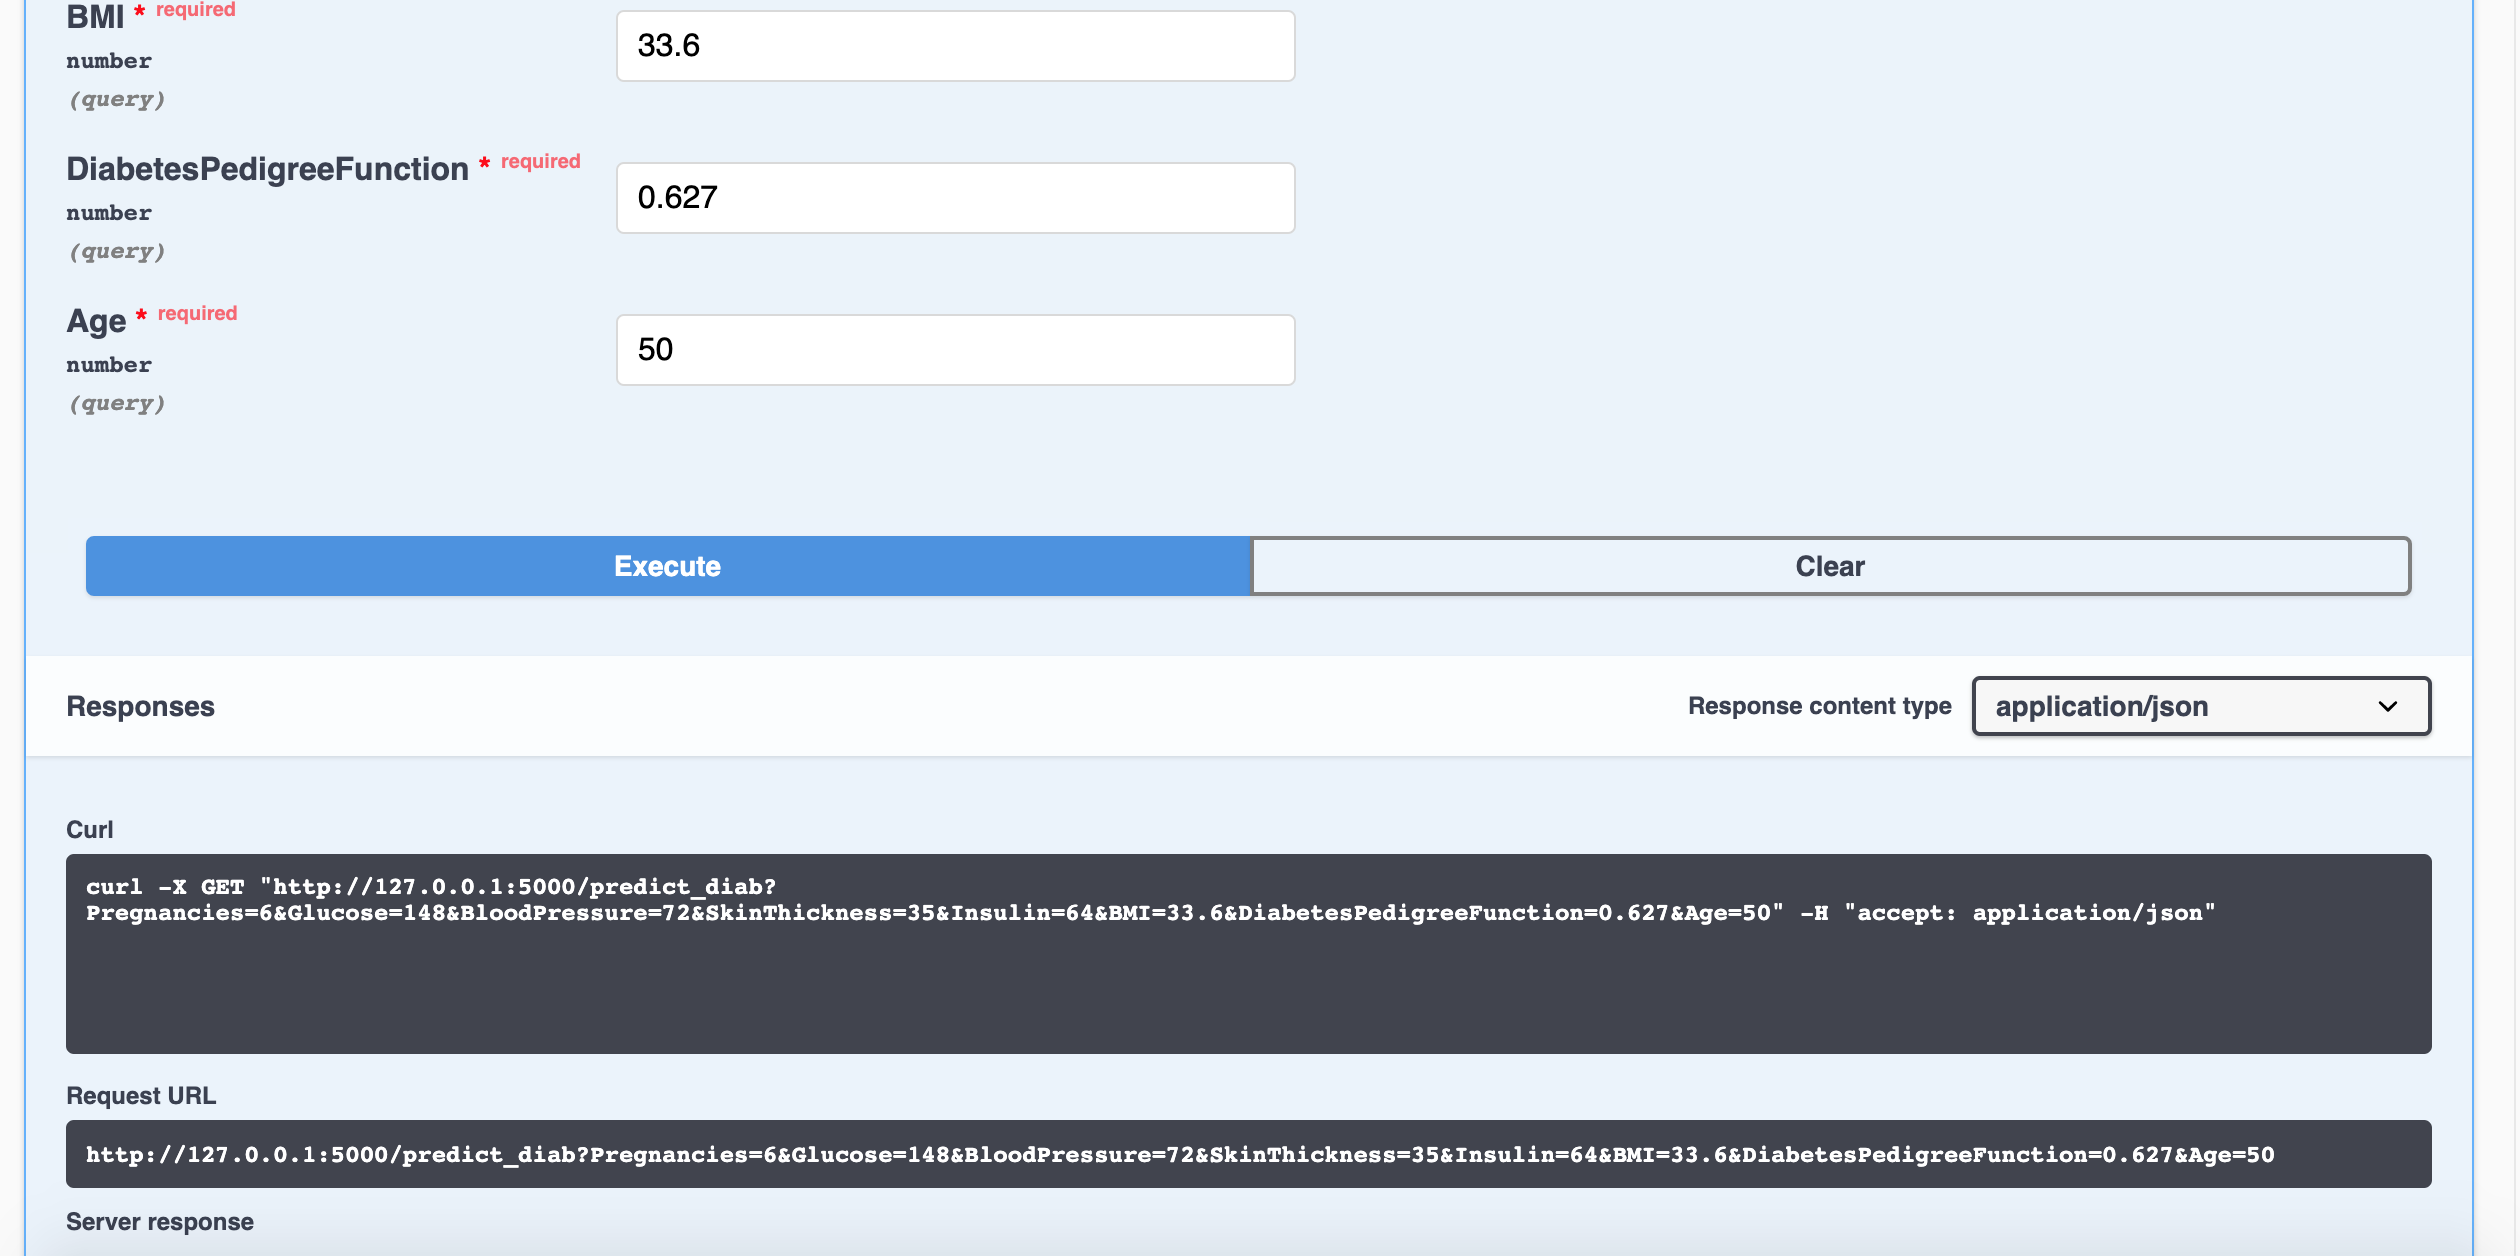 BMI * required
number
(query)
33.6
DiabetesPedigreeFunction * required
number
(query)
0.627
Age * required
number
(query)
50
Execute
Clear
Responses
Response content type
application/json
Curl
curl -X GET "http://127.0.0.1:5000/predict_diab?
Pregnancies=6&Glucose=148&BloodPressure=72&SkinThickness=35&Insulin=64&BMI=33.6&DiabetesPedigreeFunction=0.627&Age=50" -H "accept: application/json"
Request URL
http://127.0.0.1:5000/predict_diab?Pregnancies=6&Glucose=148&BloodPressure=72&SkinThickness=35&Insulin=64&BMI=33.6&DiabetesPedigreeFunction=0.627&Age=50
Server response